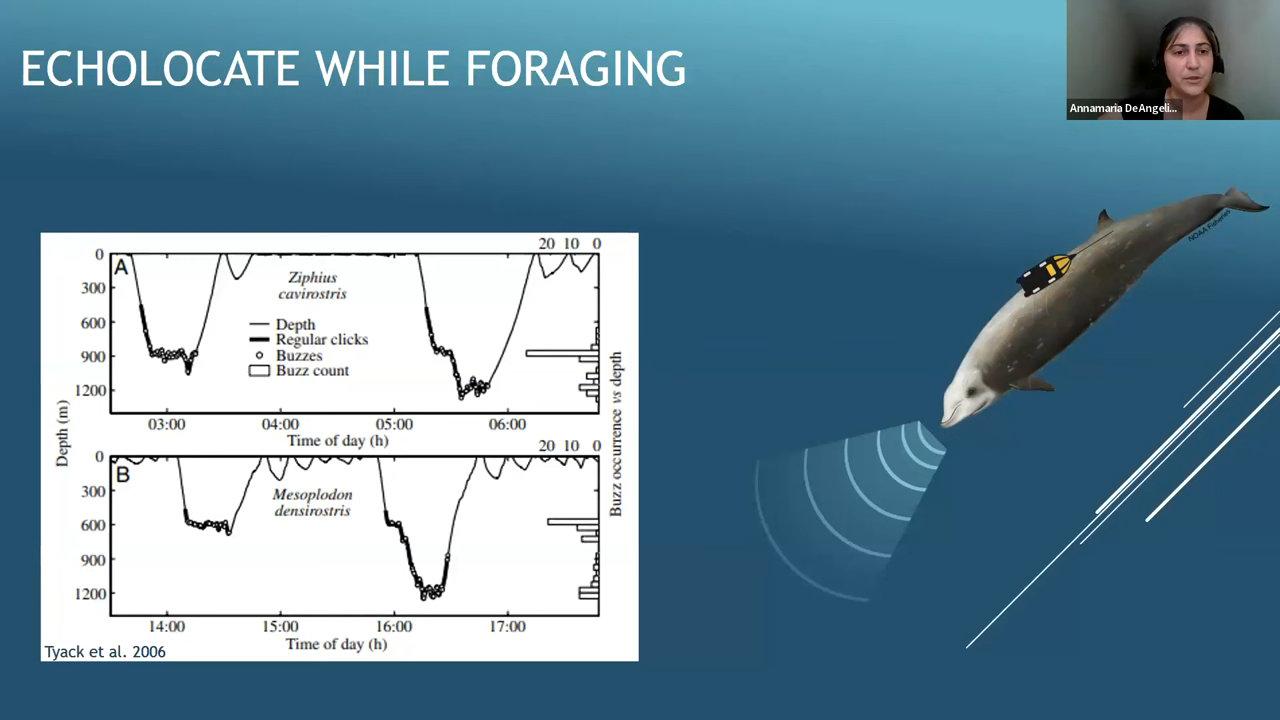 ECHOLOCATE WHILE FORAGING
Annamaria DeAngeli...
NOAA Fisheries
20 10 0
0
A
Ziphius
cavirostris
300
600
Depth
Regular clicks
900
Buzzes
Buzz count
1200
03:00 04:00 05:00 06:00
Time of day (h)
Depth (m)
Buzz occurrence vs depth
20 10 0
0
B
300
Mesoplodon
densirostris
600
900
1200
14:00 15:00 16:00 17:00
Time of day (h)
Tyack et al. 2006